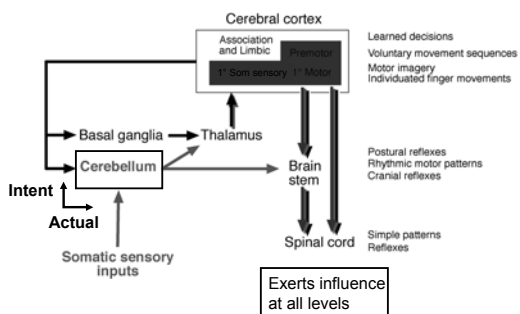 Cerebral cortex
Association
and Limbic
Premotor
1° Som sensory
1° Motor
Learned decisions
Voluntary movement sequences
Motor imagery
Individuated finger movements
Basal ganglia
Thalamus
Cerebellum
Brain
stem
Postural reflexes
Rhythmic motor patterns
Cranial reflexes
Intent
Actual
Spinal cord
Simple patterns
Reflexes
Somatic sensory
inputs
Exerts influence
at all levels